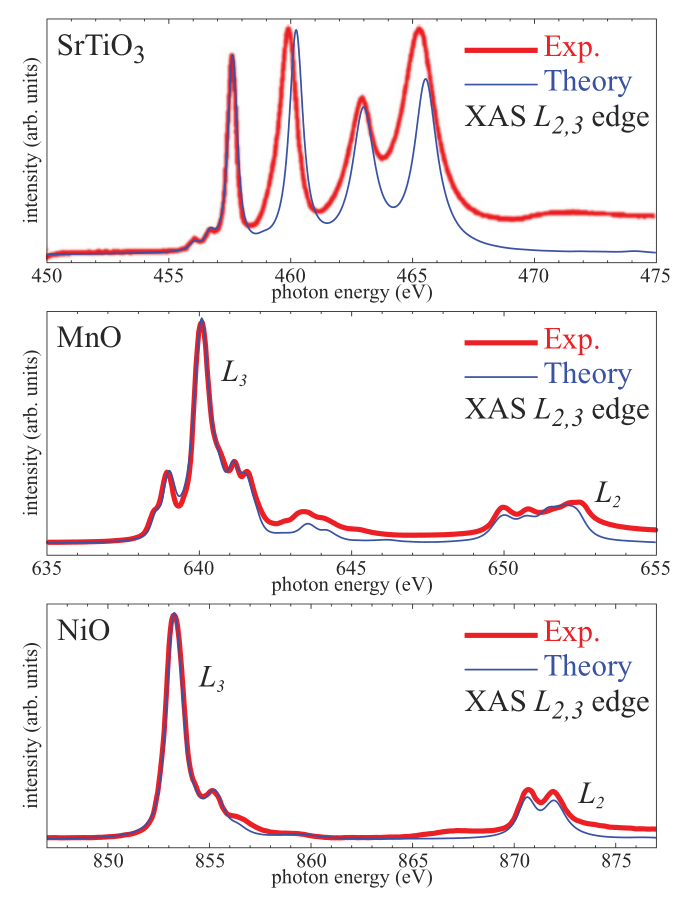 SrTiO3
Exp.
Theory
XAS L2,3 edge
intensity (arb. units)
450 455 460 465 470 475
photon energy (eV)
MnO
Exp.
Theory
XAS L2,3 edge
L3
L2
intensity (arb. units)
635 640 645 650 655
photon energy (eV)
NiO
Exp.
Theory
XAS L2,3 edge
L3
L2
intensity (arb. units)
850 855 860 865 870 875
photon energy (eV)